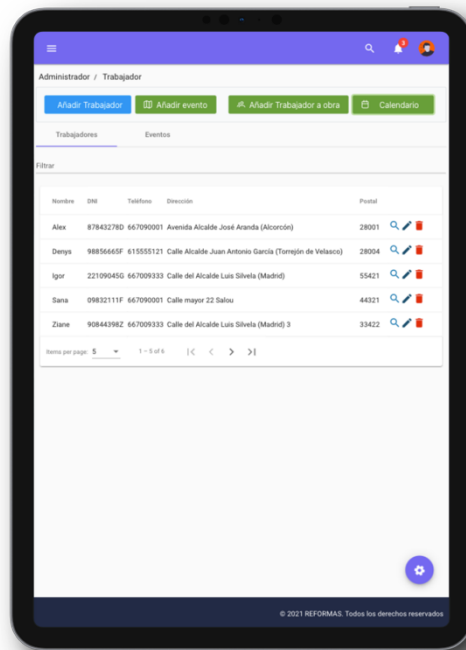 3
Administrador / Trabajador
Añadir Trabajador Añadir evento Añadir Trabajador a obra Calendario
Trabajadores Eventos
Filtrar
Nombre DNI Teléfono Dirección Postal
Alex 87843278D 667090001 Avenida Alcalde José Aranda (Alcorcón) 28001
Denys 98856665F 615555121 Calle Alcalde Juan Antonio García (Torrejón de Velasco) 28004
Igor 22109045G 667009333 Calle del Alcalde Luis Silvela (Madrid) 55421
Sana 09832111F 667090001 Calle mayor 22 Salou 44321
Ziane 90844398Z 667009333 Calle del Alcalde Luis Silvela (Madrid) 3 33422
Items per page: 5 1 – 5 of 6
© 2021 REFORMAS. Todos los derechos reservados